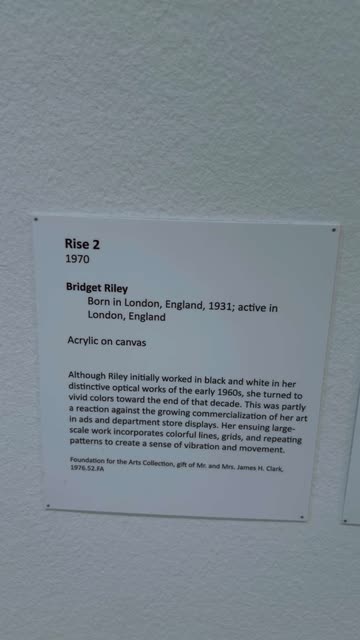 Rise 2
1970
Bridget Riley
Born in London, England, 1931; active in
London, England
Acrylic on canvas
Although Riley initially worked in black and white in her
distinctive optical works of the early 1960s, she turned to
vivid colors toward the end of that decade. This was partly
a reaction against the growing commercialization of her art
in ads and department store displays. Her ensuing large-
scale work incorporates colorful lines, grids, and repeating
patterns to create a sense of vibration and movement.
Foundation for the Arts Collection, gift of Mr. and Mrs. James H. Clark,
1976.52.FA